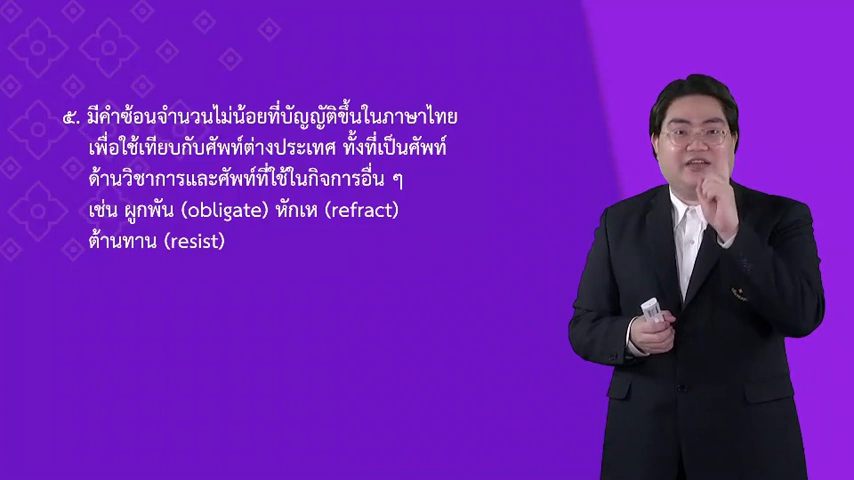 ๕. มีคำซ้อนจำนวนไม่น้อยที่บัญญัติขึ้นในภาษาไทย
เพื่อใช้เทียบกับศัพท์ต่างประเทศ ทั้งที่เป็นศัพท์
ด้านวิชาการและศัพท์ที่ใช้ในกิจการอื่น ๆ
เช่น ผูกพัน (obligate) หักเห (refract)
ต้านทาน (resist)